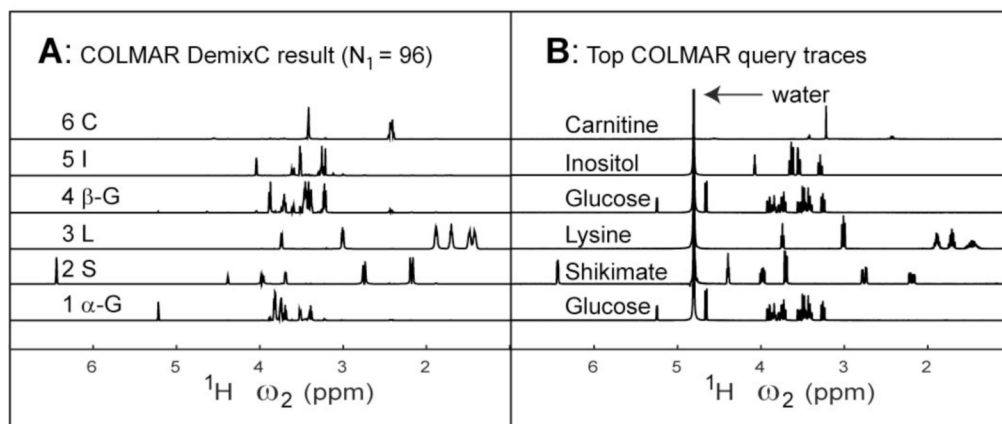 A: COLMAR DemixC result (N1 = 96)
6 C
5 I
4 β-G
3 L
2 S
1 α-G
6 4 3 2
1H ω2 (ppm)
B: Top COLMAR query traces
water
Carnitine
Inositol
Glucose
Lysine
Shikimate
Glucose
6 5 4 3 2
1H ω2 (ppm)